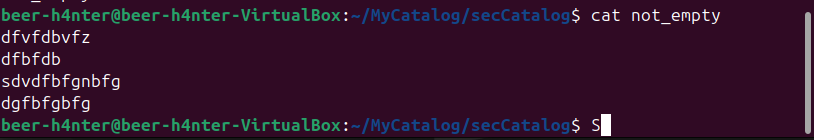 beer-h4nter@beer-h4nter-VirtualBox:~/MyCatalog/secCatalog$ cat not_empty
dfvfdbvfz
dfbfdb
sdvdfbfgnbfg
dgfbfgbfg
beer-h4nter@beer-h4nter-VirtualBox:~/MyCatalog/secCatalog$ S